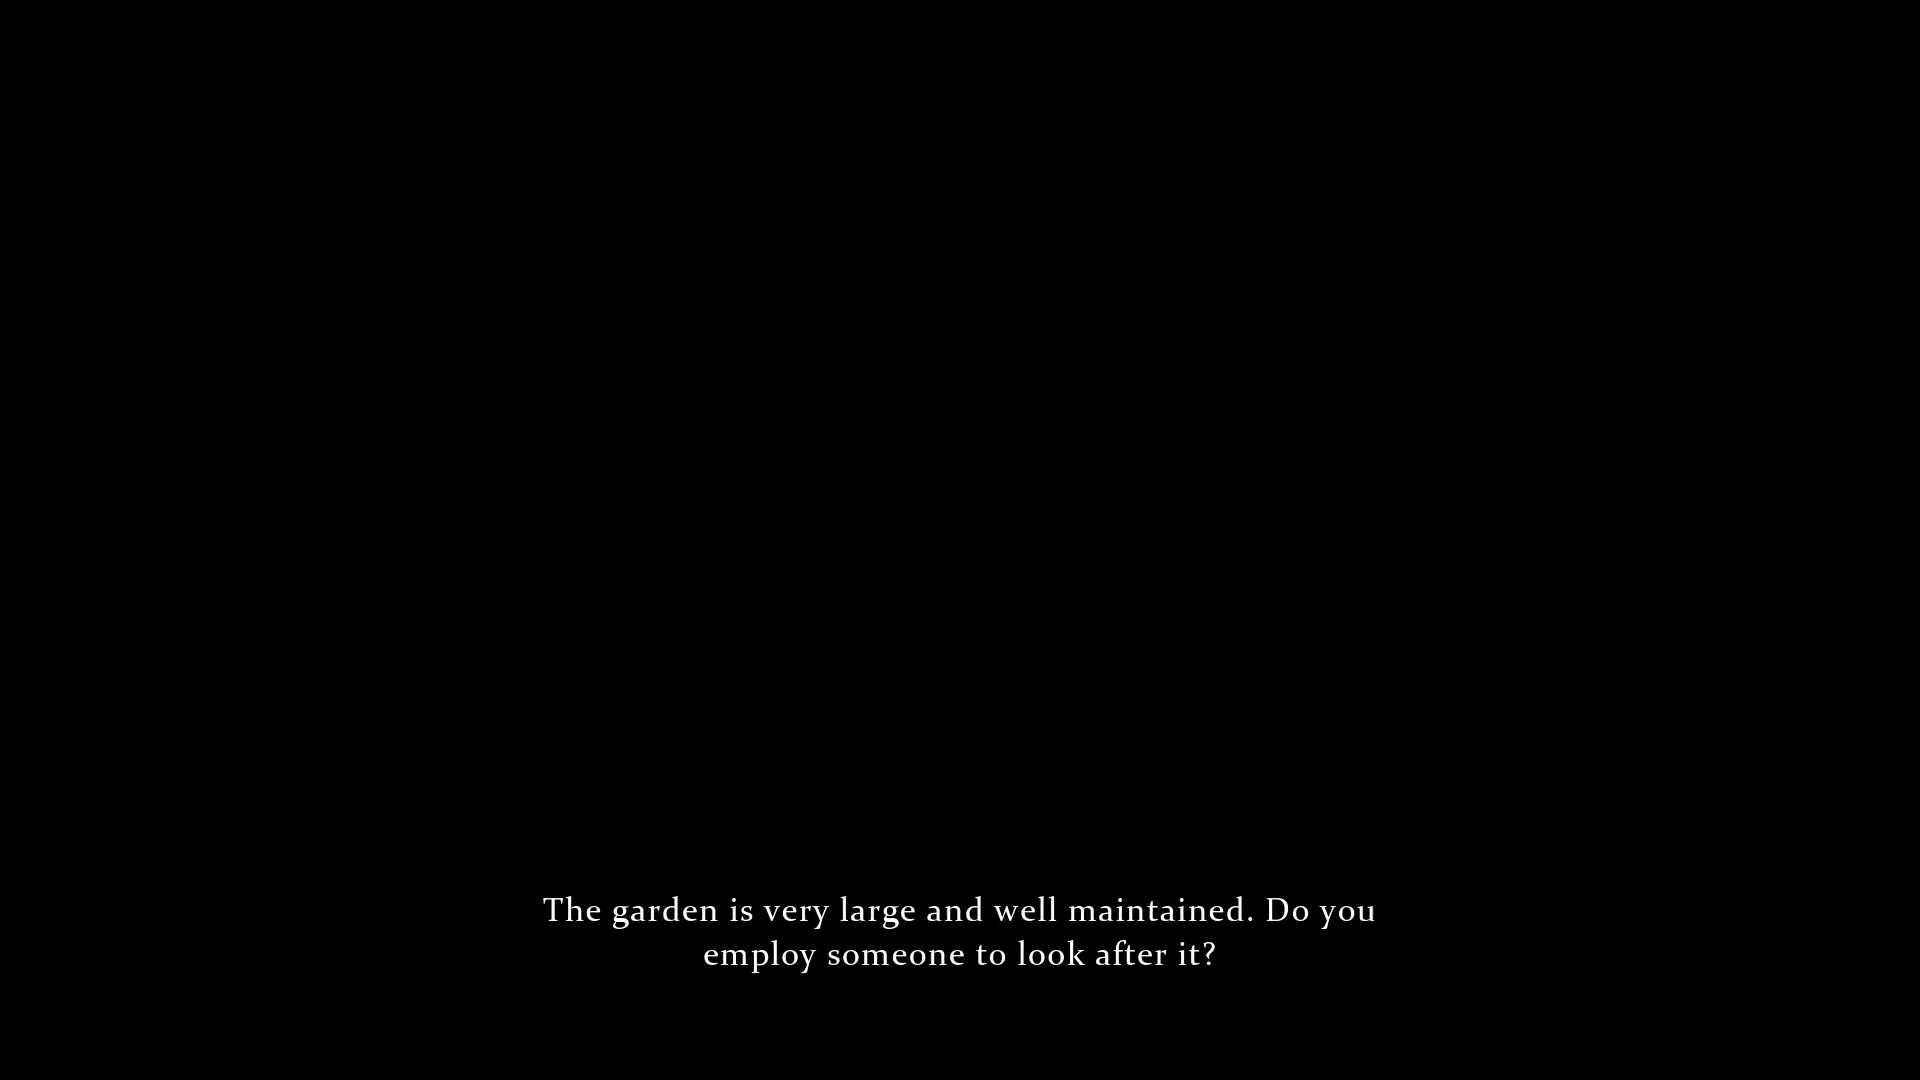 The garden is very large and well maintained. Do you
employ someone to look after it?